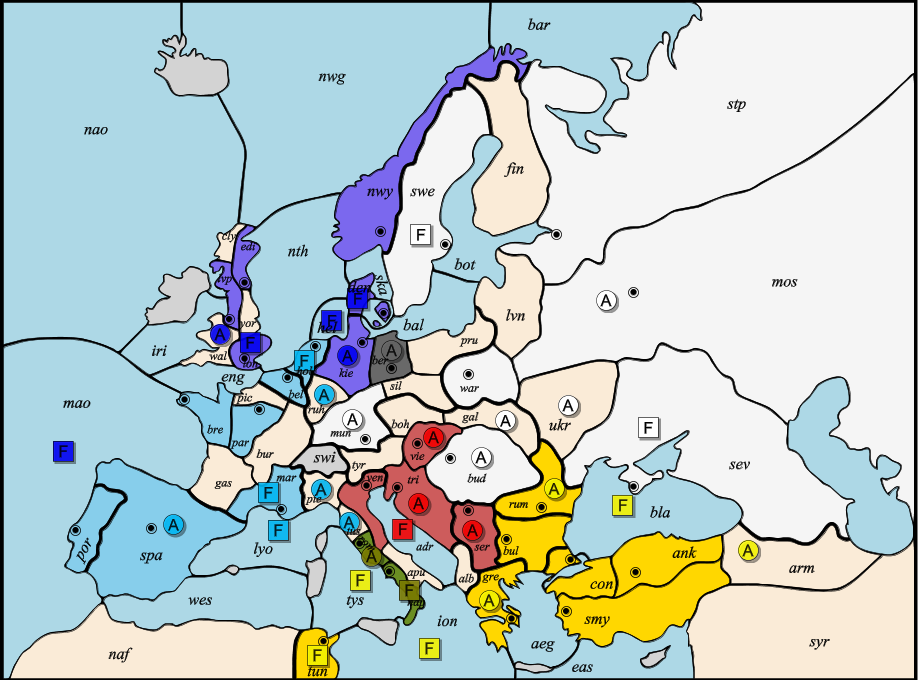 bar
nwg
stp
nao
fin
nwy
swe
cly
edi
nth
bot
mos
lvp
den
ska
lvn
yor
hel
bal
iri
wal
lon
pru
eng
hol
kie
ber
war
mao
pic
bel
ruh
sil
bre
par
mun
boh
gal
ukr
bur
swi
tyr
vie
bud
sev
gas
mar
pie
ven
tri
rum
bla
por
spa
lyo
tus
adr
ser
bul
ank
arm
apu
alb
gre
con
wes
tys
nap
ion
smy
naf
aeg
eas
syr
tun
F
F
F
A
F
A
F
A
A
A
A
A
A
A
F
A
F
F
A
A
A
F
F
A
A
F
A
A
F
A
A
F
F
A
F
F